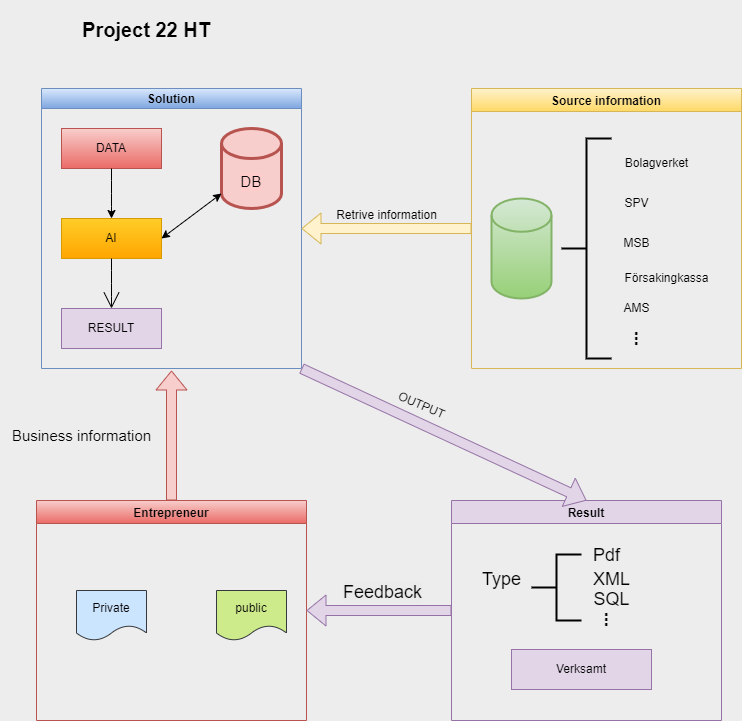 Project 22 HT
Solution
DATA
DB
AI
RESULT
Retrive information
Source information
Bolagverket
SPV
MSB
Försakingkassa
AMS
OUTPUT
Business information
Entrepreneur
Private
public
Feedback
Result
Type
Pdf
XML
SQL
Verksamt